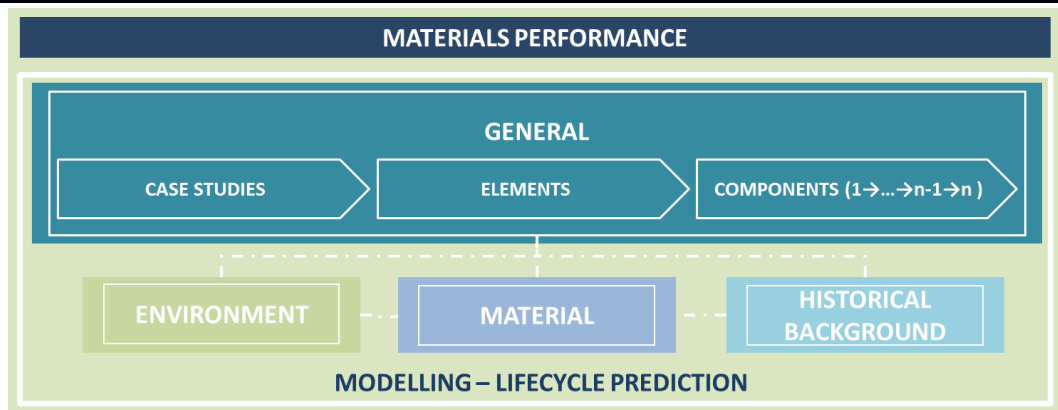 MATERIALS PERFORMANCE
GENERAL
CASE STUDIES
ELEMENTS
COMPONENTS (1→...→n-1→n )
ENVIRONMENT
MATERIAL
HISTORICAL
BACKGROUND
MODELLING – LIFECYCLE PREDICTION